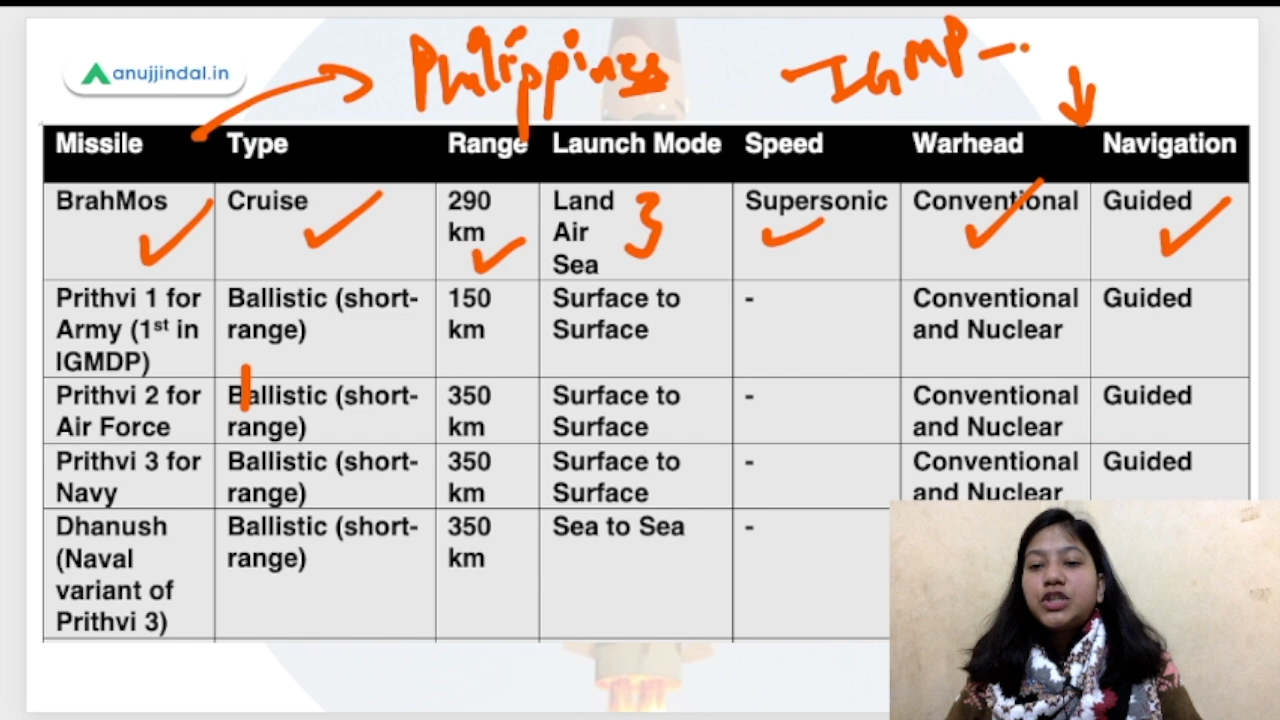 anujjindal.in
Philippines
IGMP -.
Missile Type Range Launch Mode Speed Warhead Navigation
BrahMos Cruise 290 Land Supersonic Conventional Guided
km Air
Sea
Prithvi 1 for Ballistic (short- 150 Surface to - Conventional Guided
Army (1st in range) km Surface and Nuclear
IGMDP)
Prithvi 2 for Ballistic (short- 350 Surface to - Conventional Guided
Air Force range) km Surface and Nuclear
Prithvi 3 for Ballistic (short- 350 Surface to - Conventional Guided
Navy range) km Surface and Nuclear
Dhanush Ballistic (short- 350 Sea to Sea -
(Naval range) km
variant of
Prithvi 3)